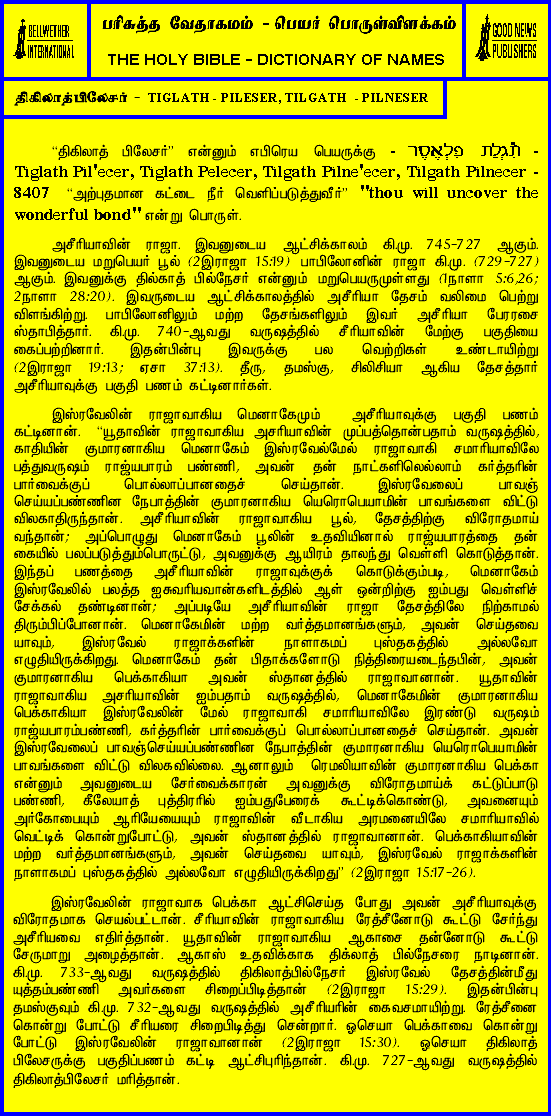 BELLWETHER
INTERNATIONAL
பரிசுத்த வேதாகமம் - பெயர் பொருள்விளக்கம்
THE HOLY BIBLE - DICTIONARY OF NAMES
GOOD NEWS
PUBLISHERS
திகிலாத்பிலேசர் - TIGLATH - PILESER, TILGATH - PILNESER
“திகிலாத் பிலேசர்” என்னும் எபிரெய பெயருக்கு - תִּגְלַת פִּלְאֶסֶר -
Tiglath Pil'ecer, Tiglath Pelecer, Tilgath Pilne'ecer, Tilgath Pilnecer -
8407 “அற்புதமான கட்டை நீர் வெளிப்படுத்துவீர்” "thou will uncover the
wonderful bond" என்று பொருள்.
அசீரியாவின் ராஜா. இவனுடைய ஆட்சிக்காலம் கி.மு. 745-727 ஆகும்.
இவனுடைய மறுபெயர் பூல் (2இராஜா 15:19) பாபிலோனின் ராஜா கி.மு. (729-727)
ஆகும். இவனுக்கு தில்காத் பில்நேசர் என்னும் மறுபெயருமுள்ளது (1நாளா 5:6,26;
2நாளா 28:20). இவருடைய ஆட்சிக்காலத்தில் அசீரியா தேசம் வலிமை பெற்று
விளங்கிற்று. பாபிலோனிலும் மற்ற தேசங்களிலும் இவர் அசீரியா பேரரசை
ஸ்தாபித்தார். கி.மு. 740-ஆவது வருஷத்தில் சீரியாவின் மேற்கு பகுதியை
கைப்பற்றினார். இதன்பின்பு இவருக்கு பல வெற்றிகள் உண்டாயிற்று
(2இராஜா 19:13; ஏசா 37:13). தீரு, தமஸ்கு, சிலிசியா ஆகிய தேசத்தார்
அசீரியாவுக்கு பகுதி பணம் கட்டினார்கள்.
இஸ்ரவேலின் ராஜாவாகிய மெனாகேமும் அசீரியாவுக்கு பகுதி பணம்
கட்டினான். “யூதாவின் ராஜாவாகிய அசரியாவின் முப்பத்தொன்பதாம் வருஷத்தில்,
காதியின் குமாரனாகிய மெனாகேம் இஸ்ரவேல்மேல் ராஜாவாகி சமாரியாவிலே
பத்துவருஷம் ராஜ்யபாரம் பண்ணி, அவன் தன் நாட்களிலெல்லாம் கர்த்தரின்
பார்வைக்குப் பொல்லாப்பானதைச் செய்தான். இஸ்ரவேலைப் பாவஞ்
செய்யப்பண்ணின நேபாத்தின் குமாரனாகிய யெரொபெயாமின் பாவங்களை விட்டு
விலகாதிருந்தான். அசீரியாவின் ராஜாவாகிய பூல், தேசத்திற்கு விரோதமாய்
வந்தான்; அப்பொழுது மெனாகேம் பூலின் உதவியினால் ராஜ்யபாரத்தை தன்
கையில் பலப்படுத்தும்பொருட்டு, அவனுக்கு ஆயிரம் தாலந்து வெள்ளி கொடுத்தான்.
இந்தப் பணத்தை அசீரியாவின் ராஜாவுக்குக் கொடுக்கும்படி, மெனாகேம்
இஸ்ரவேலில் பலத்த ஐசுவரியவான்களிடத்தில் ஆள் ஒன்றிற்கு ஐம்பது வெள்ளிச்
சேக்கல் தண்டினான்; அப்படியே அசீரியாவின் ராஜா தேசத்திலே நிற்காமல்
திரும்பிப்போனான். மெனாகேமின் மற்ற வர்த்தமானங்களும், அவன் செய்தவை
யாவும், இஸ்ரவேல் ராஜாக்களின் நாளாகமப் புஸ்தகத்தில் அல்லவோ
எழுதியிருக்கிறது. மெனாகேம் தன் பிதாக்களோடு நித்திரையடைந்தபின், அவன்
குமாரனாகிய பெக்காகியா அவன் ஸ்தானத்தில் ராஜாவானான். யூதாவின்
ராஜாவாகிய அசரியாவின் ஐம்பதாம் வருஷத்தில், மெனாகேமின் குமாரனாகிய
பெக்காகியா இஸ்ரவேலின் மேல் ராஜாவாகி சமாரியாவிலே இரண்டு வருஷம்
ராஜ்யபாரம்பண்ணி, கர்த்தரின் பார்வைக்குப் பொல்லாப்பானதைச் செய்தான். அவன்
இஸ்ரவேலைப் பாவஞ்செய்யப்பண்ணின நேபாத்தின் குமாரனாகிய யெரொபெயாமின்
பாவங்களை விட்டு விலகவில்லை. ஆனாலும் ரெமலியாவின் குமாரனாகிய பெக்கா
என்னும் அவனுடைய சேர்வைக்காரன் அவனுக்கு விரோதமாய்க் கட்டுப்பாடு
பண்ணி, கீலேயாத் புத்திரரில் ஐம்பதுபேரைக் கூட்டிக்கொண்டு, அவனையும்
அர்கோபையும் ஆரியேயையும் ராஜாவின் வீடாகிய அரமனையிலே சமாரியாவில்
வெட்டிக் கொன்றுபோட்டு, அவன் ஸ்தானத்தில் ராஜாவானான். பெக்காகியாவின்
மற்ற வர்த்தமானங்களும், அவன் செய்தவை யாவும், இஸ்ரவேல் ராஜாக்களின்
நாளாகமப் புஸ்தகத்தில் அல்லவோ எழுதியிருக்கிறது” (2இராஜா 15:17-26).
இஸ்ரவேலின் ராஜாவாக பெக்கா ஆட்சிசெய்த போது அவன் அசீரியாவுக்கு
விரோதமாக செயல்பட்டான். சீரியாவின் ராஜாவாகிய ரேத்சீனோடு கூட்டு சேர்ந்து
அசீரியவை எதிர்த்தான். யூதாவின் ராஜாவாகிய ஆகாசை தன்னோடு கூட்டு
சேருமாறு அழைத்தான். ஆகாஸ் உதவிக்காக திக்லாத் பில்நேசரை நாடினான்.
கி.மு. 733-ஆவது வருஷத்தில் திகிலாத்பில்நேசர் இஸ்ரவேல் தேசத்தின்மீது
யுத்தம்பண்ணி அவர்களை சிறைப்பிடித்தான் (2இராஜா 15:29). இதன்பின்பு
தமஸ்குவும் கி.மு. 732-ஆவது வருஷத்தில் அசீரியரின் கைவசமாயிற்று. ரேத்சீனை
கொன்று போட்டு சீரியரை சிறைபிடித்து சென்றார். ஒசெயா பெக்காவை கொன்று
போட்டு இஸ்ரவேலின் ராஜாவானான் (2இராஜா 15:30). ஓசெயா திகிலாத்
பிலேசருக்கு பகுதிப்பணம் கட்டி ஆட்சிபுரிந்தான். கி.மு. 727-ஆவது வருஷத்தில்
திகிலாத்பிலேசர் மரித்தான்.